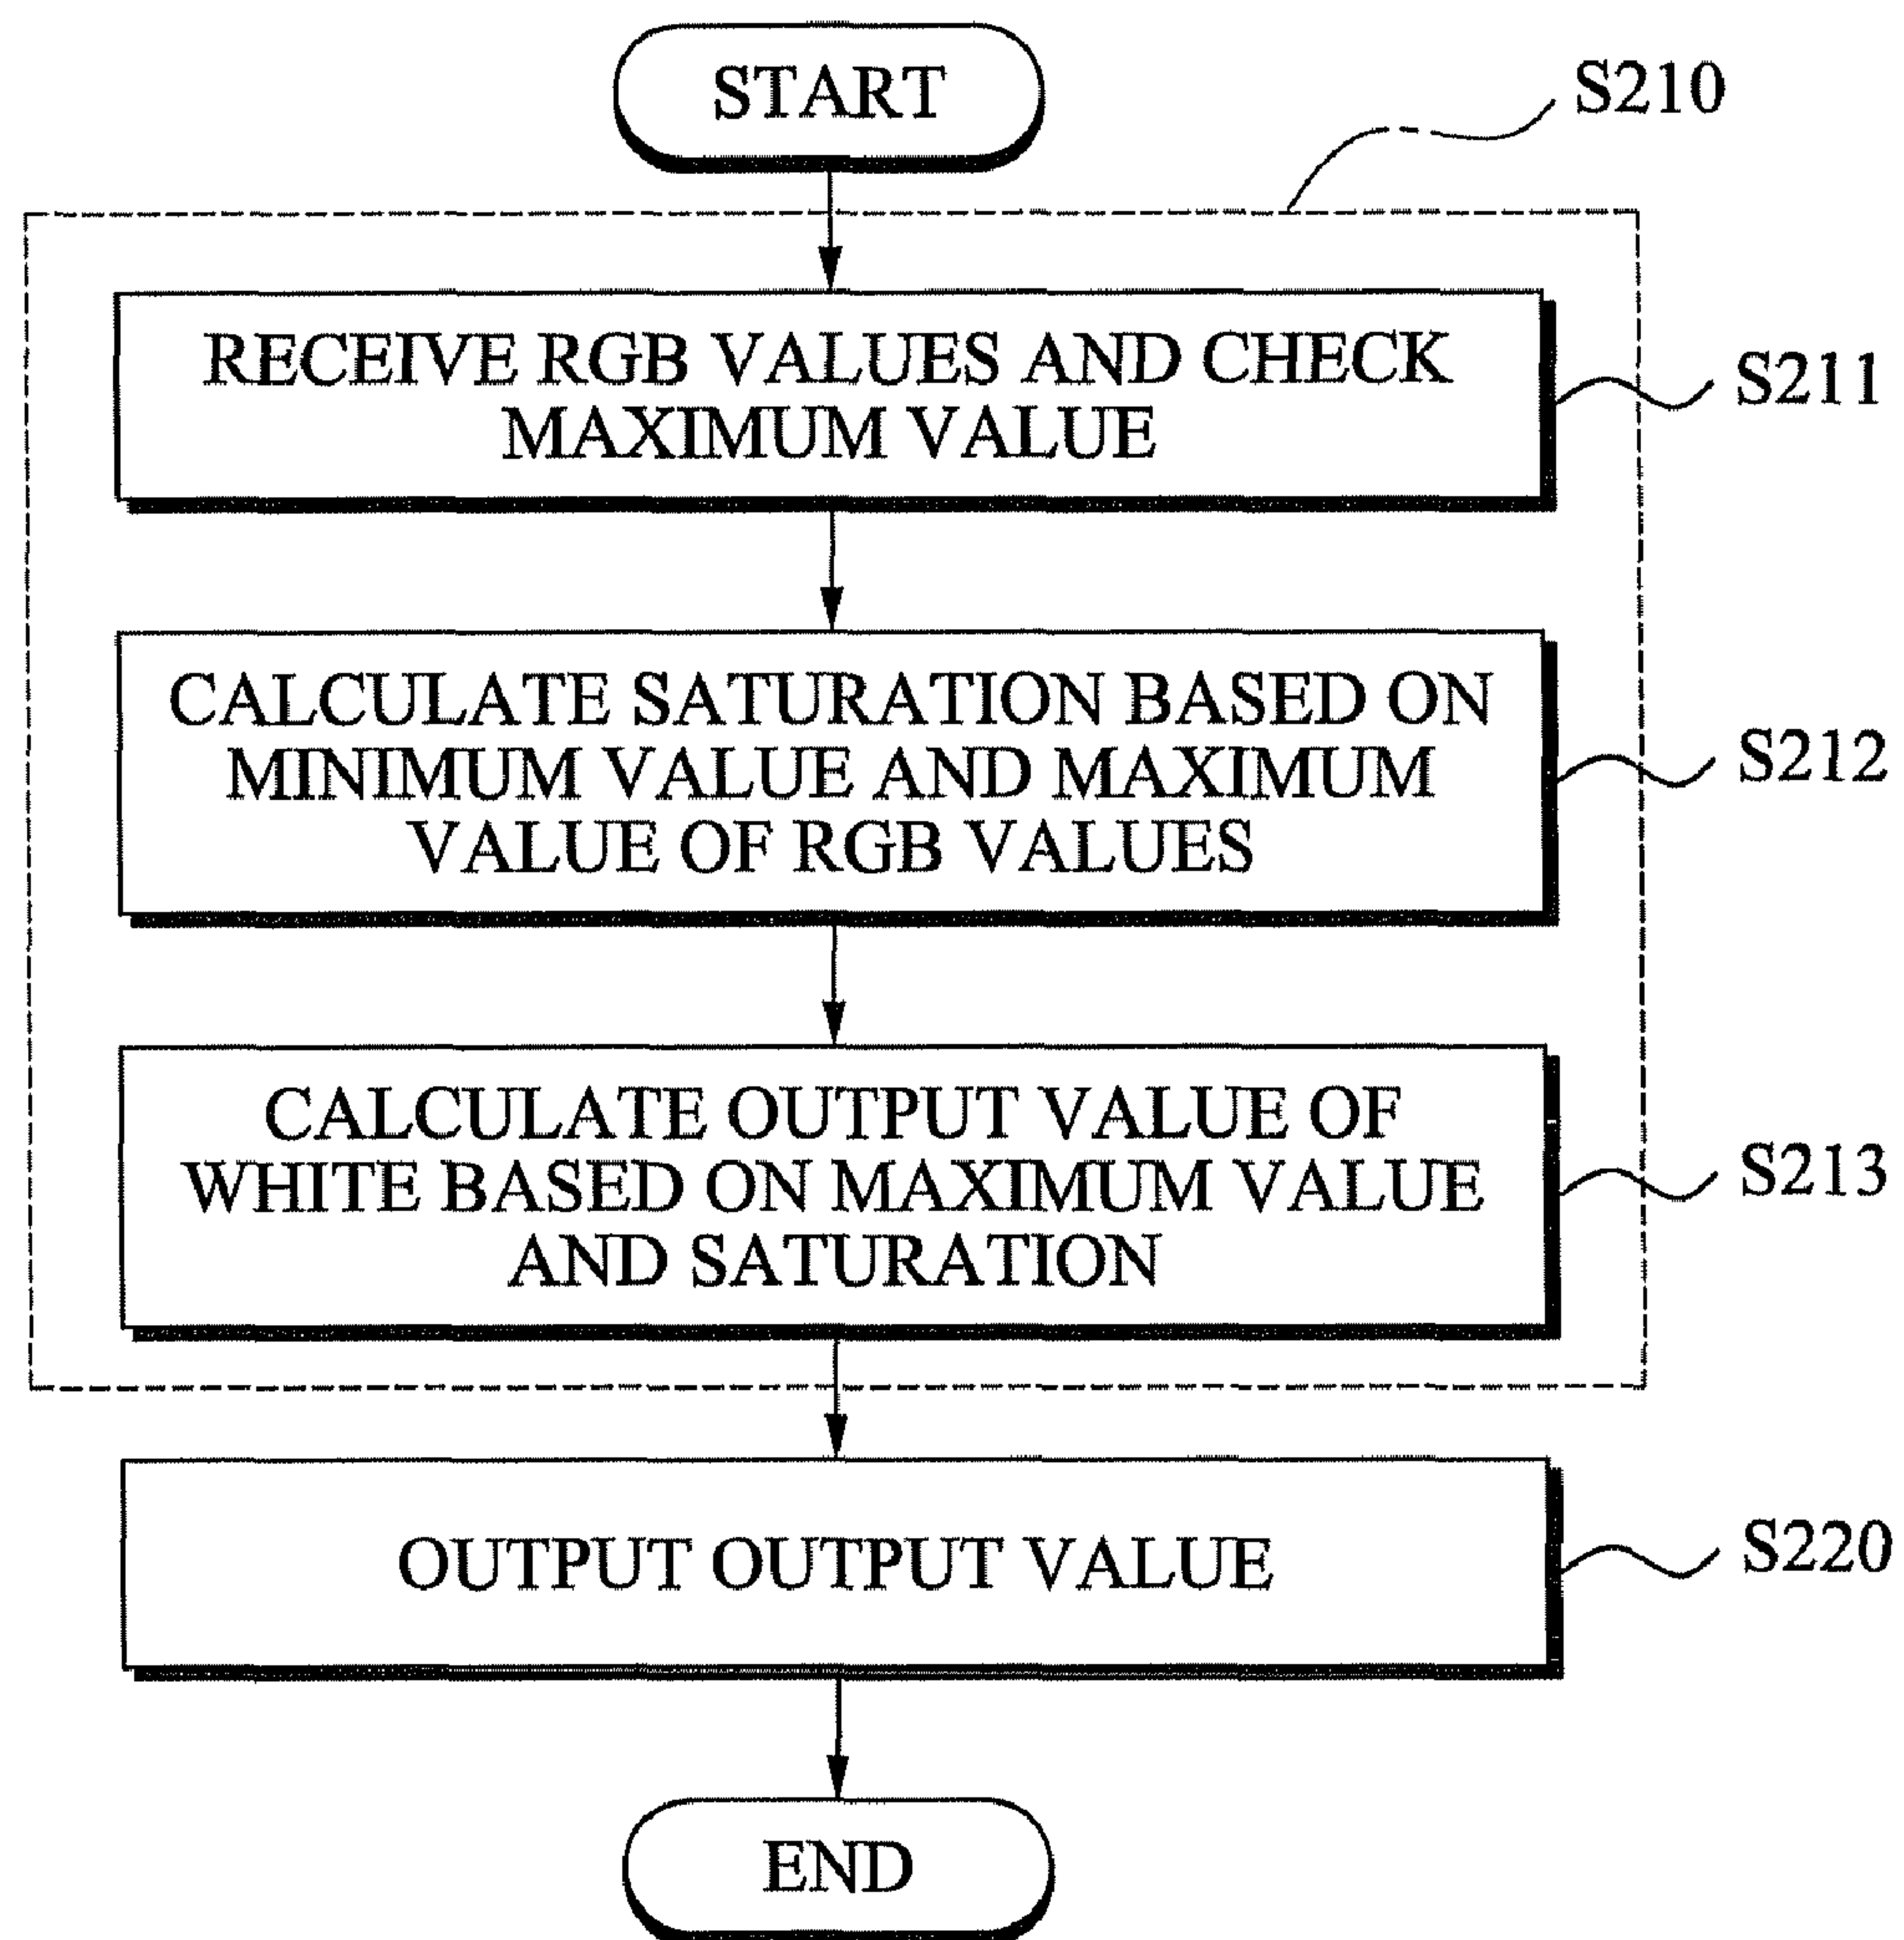 START
S210
RECEIVE RGB VALUES AND CHECK
MAXIMUM VALUE
S211
CALCULATE SATURATION BASED ON
MINIMUM VALUE AND MAXIMUM
VALUE OF RGB VALUES
S212
CALCULATE OUTPUT VALUE OF
WHITE BASED ON MAXIMUM VALUE
AND SATURATION
S213
OUTPUT OUTPUT VALUE
S220
END